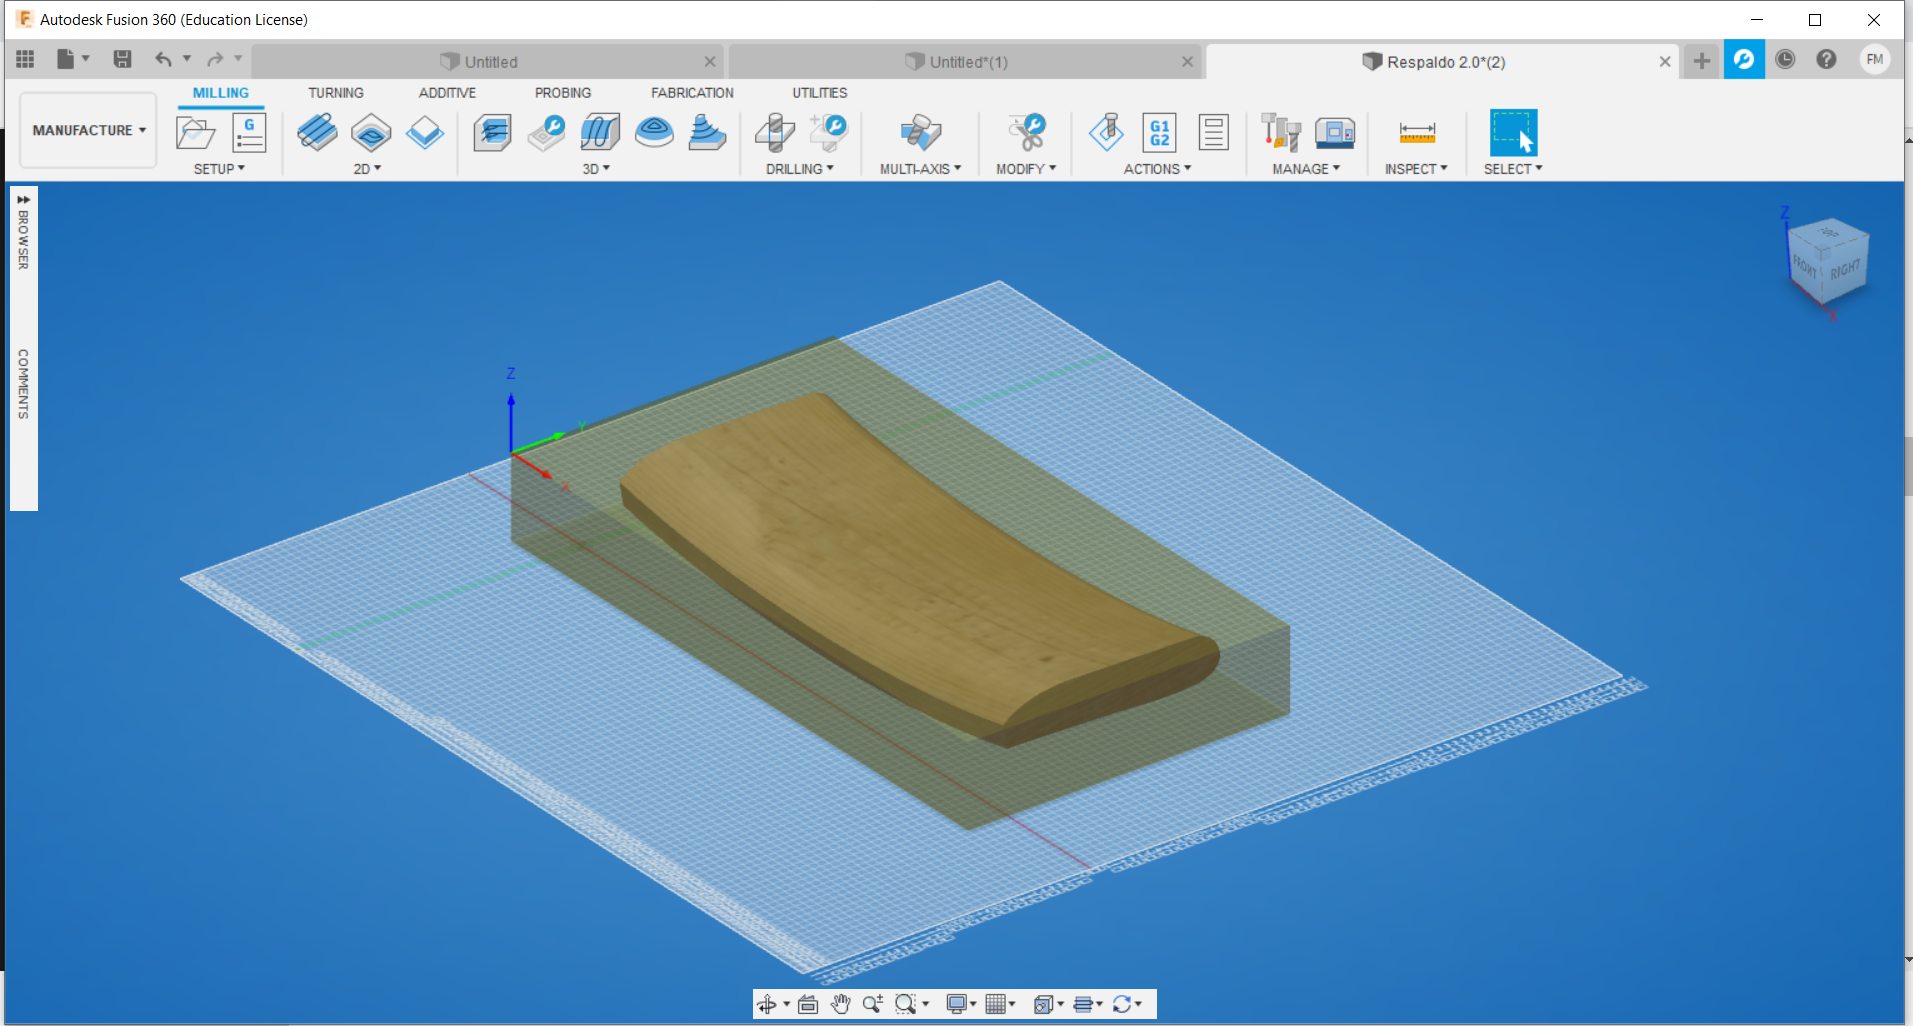 Autodesk Fusion 360 (Education License)
Untitled
Untitled*(1)
Respaldo 2.0*(2)
FM
MANUFACTURE
MILLING
TURNING
ADDITIVE
PROBING
FABRICATION
UTILITIES
G
G1
G2
SETUP
2D
3D
DRILLING
MULTI-AXIS
MODIFY
ACTIONS
MANAGE
INSPECT
SELECT
BROWSER
COMMENTS
Z
Y
X
Z
TOP
FRONT
RIGHT
X